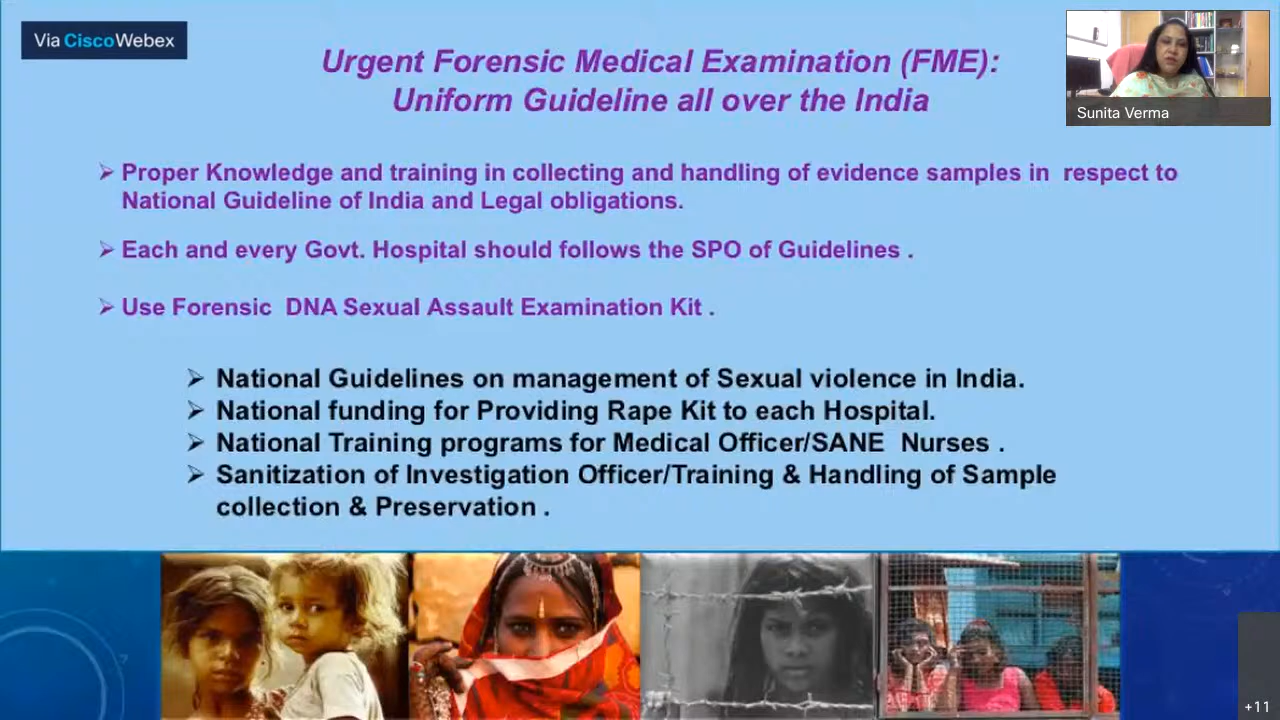 Via CiscoWebex
Urgent Forensic Medical Examination (FME):
Uniform Guideline all over the India
Sunita Verma
➢ Proper Knowledge and training in collecting and handling of evidence samples in respect to
National Guideline of India and Legal obligations.
➢ Each and every Govt. Hospital should follows the SPO of Guidelines .
➢ Use Forensic DNA Sexual Assault Examination Kit .
➢ National Guidelines on management of Sexual violence in India.
➢ National funding for Providing Rape Kit to each Hospital.
➢ National Training programs for Medical Officer/SANE Nurses .
➢ Sanitization of Investigation Officer/Training & Handling of Sample
collection & Preservation .
+11